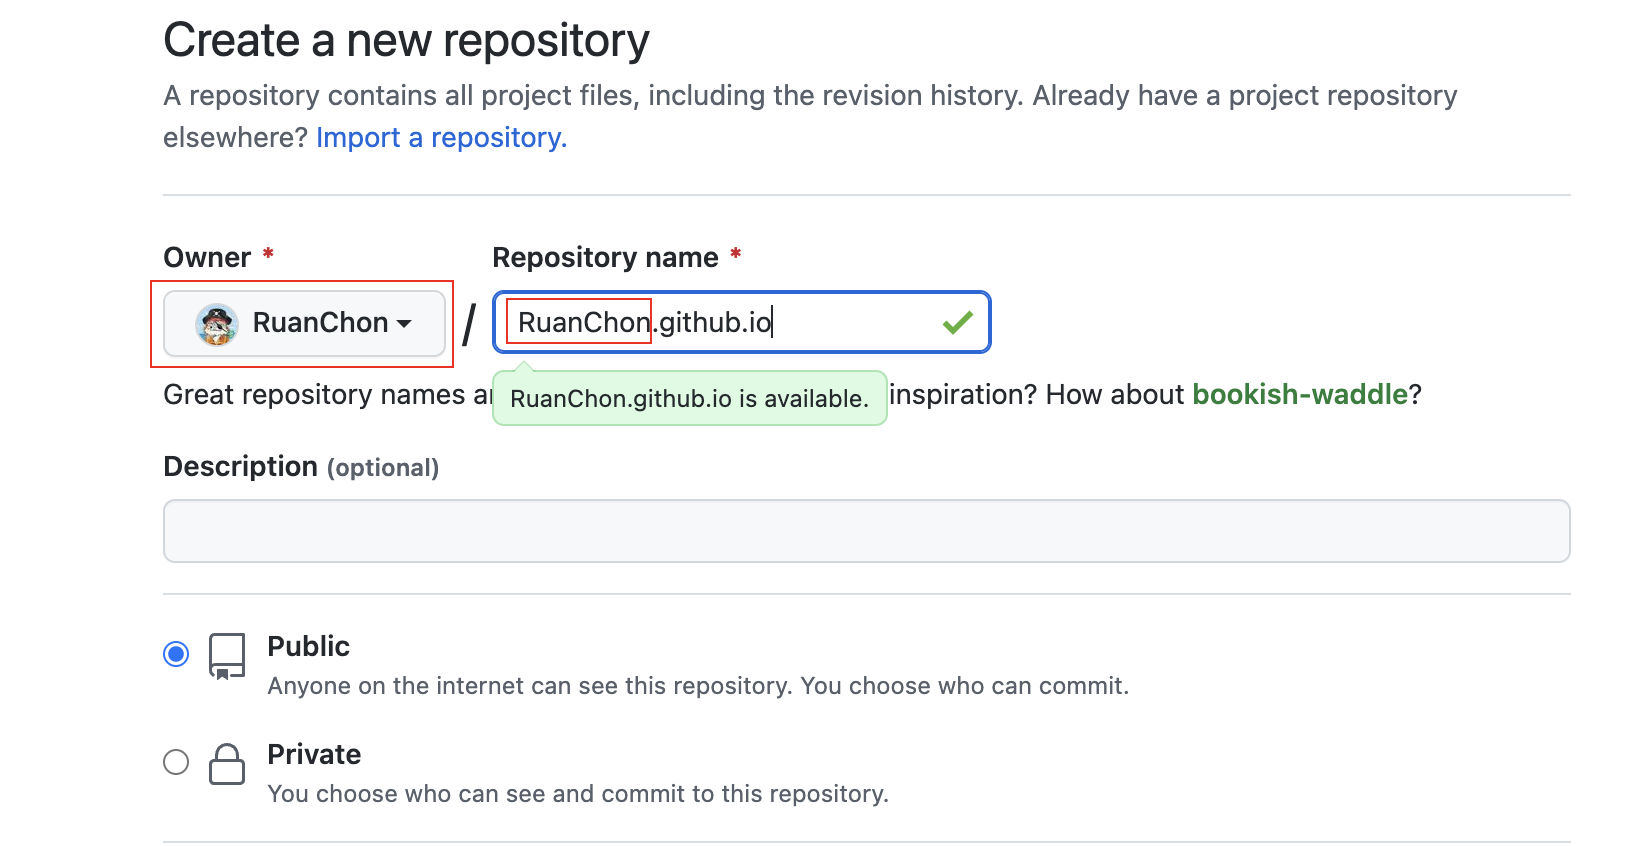 Create a new repository
A repository contains all project files, including the revision history. Already have a project repository
elsewhere? Import a repository.
Owner * Repository name *
RuanChon / RuanChon.github.io
Great repository names RuanChon.github.io is available. inspiration? How about bookish-waddle?
Description (optional)
Public
Anyone on the internet can see this repository. You choose who can commit.
Private
You choose who can see and commit to this repository.